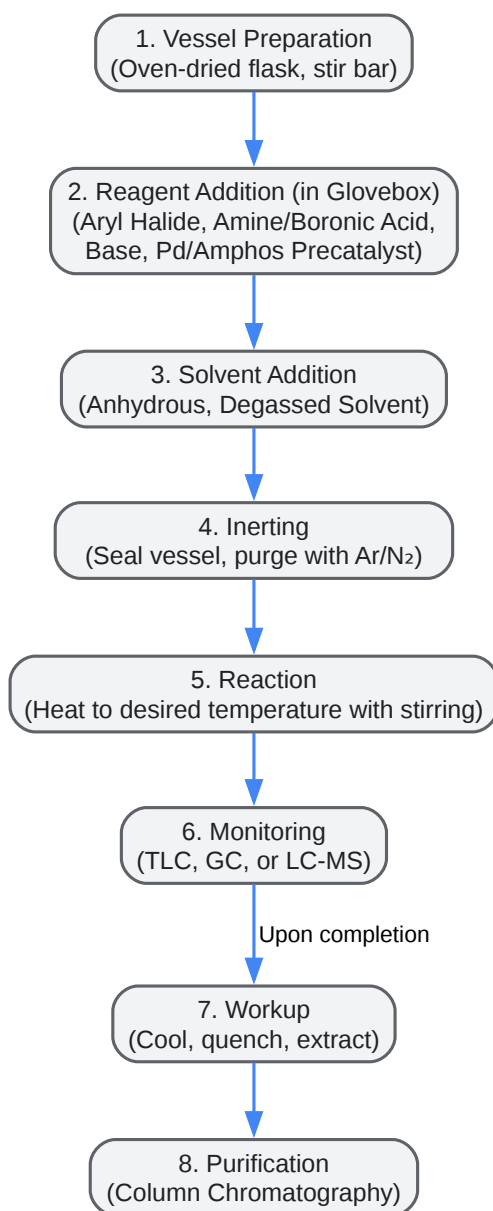 1. Vessel Preparation
(Oven-dried flask, stir bar)
2. Reagent Addition (in Glovebox)
(Aryl Halide, Amine/Boronic Acid,
Base, Pd/Amphos Precatalyst)
3. Solvent Addition
(Anhydrous, Degassed Solvent)
4. Inerting
(Seal vessel, purge with Ar/N₂)
5. Reaction
(Heat to desired temperature with stirring)
6. Monitoring
(TLC, GC, or LC-MS)
Upon completion
7. Workup
(Cool, quench, extract)
8. Purification
(Column Chromatography)